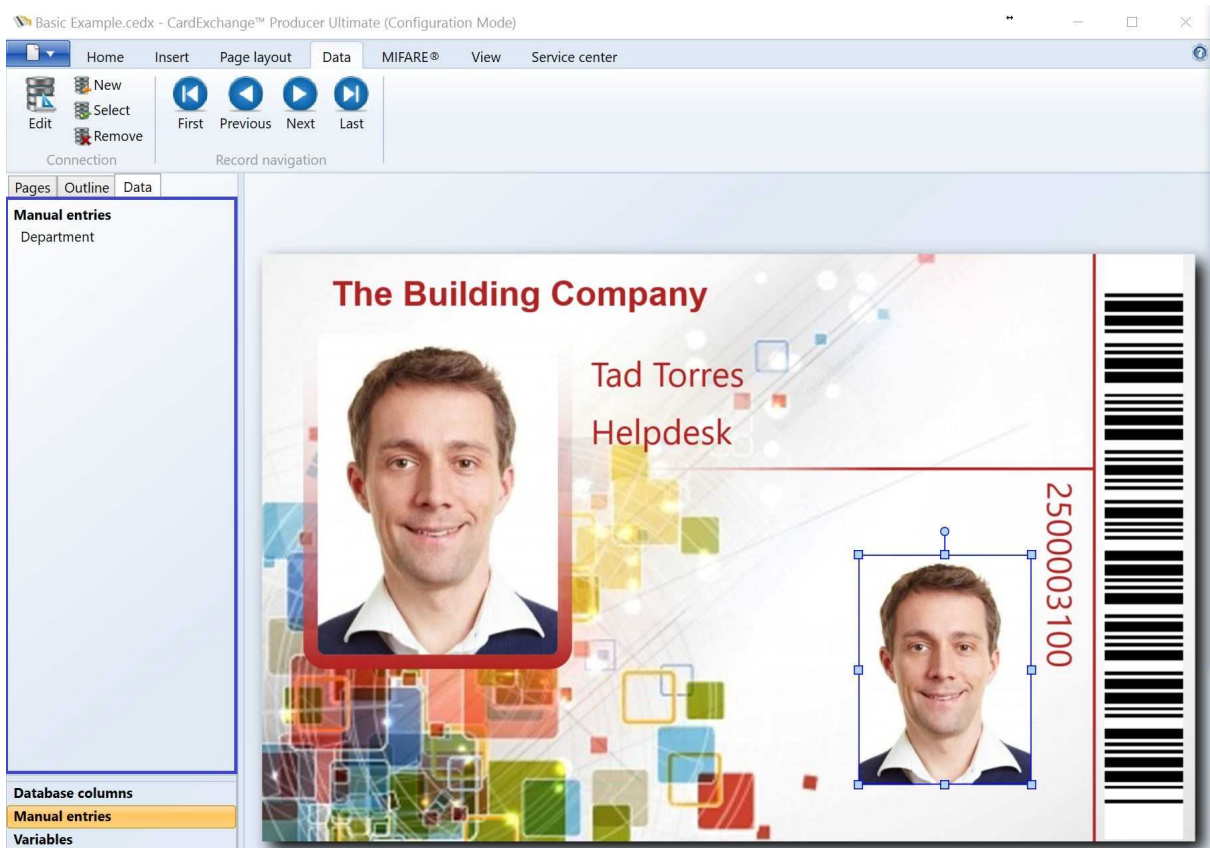 Basic Example.cedx - CardExchange™ Producer Ultimate (Configuration Mode)
Home Insert Page layout Data MIFARE® View Service center
Edit
New
Select
Remove
First Previous Next Last
Connection
Record navigation
Pages Outline Data
Manual entries
Department
The Building Company
Tad Torres
Helpdesk
2500003100
Database columns
Manual entries
Variables